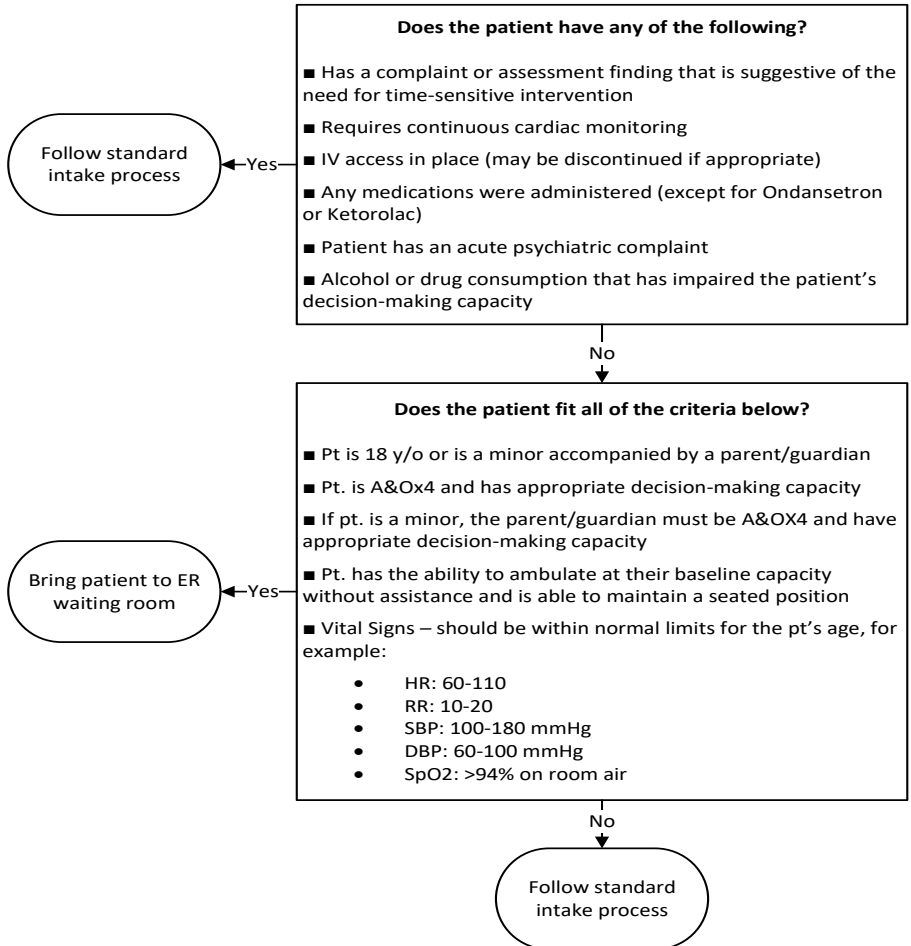 Does the patient have any of the following?
■ Has a complaint or assessment finding that is suggestive of the
need for time-sensitive intervention
■ Requires continuous cardiac monitoring
■ IV access in place (may be discontinued if appropriate)
■ Any medications were administered (except for Ondansetron
or Ketorolac)
■ Patient has an acute psychiatric complaint
■ Alcohol or drug consumption that has impaired the patient’s
decision-making capacity
Yes
Follow standard
intake process
No
Does the patient fit all of the criteria below?
■ Pt is 18 y/o or is a minor accompanied by a parent/guardian
■ Pt. is A&Ox4 and has appropriate decision-making capacity
■ If pt. is a minor, the parent/guardian must be A&OX4 and have
appropriate decision-making capacity
■ Pt. has the ability to ambulate at their baseline capacity
without assistance and is able to maintain a seated position
■ Vital Signs – should be within normal limits for the pt’s age, for
example:
• HR: 60-110
• RR: 10-20
• SBP: 100-180 mmHg
• DBP: 60-100 mmHg
• SpO2: >94% on room air
Yes
Bring patient to ER
waiting room
No
Follow standard
intake process